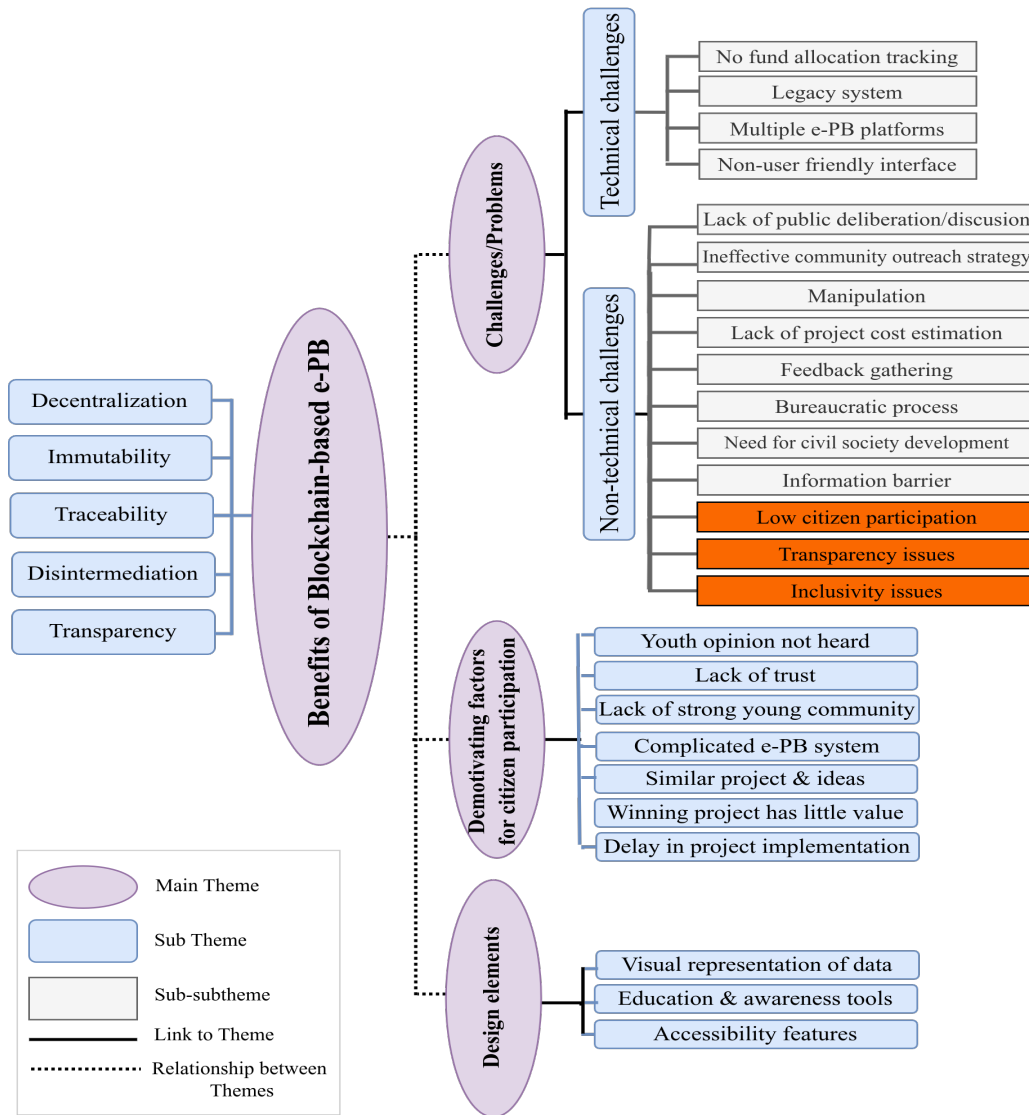 Technical challenges
No fund allocation tracking
Legacy system
Multiple e-PB platforms
Non-user friendly interface
Challenges/Problems
Non-technical challenges
Lack of public deliberation/discusion
Ineffective community outreach strategy
Manipulation
Lack of project cost estimation
Feedback gathering
Bureaucratic process
Need for civil society development
Information barrier
Low citizen participation
Transparency issues
Inclusivity issues
Benefits of Blockchain-based e-PB
Decentralization
Immutability
Traceability
Disintermediation
Transparency
Demotivating factors
for citizen participation
Youth opinion not heard
Lack of trust
Lack of strong young community
Complicated e-PB system
Similar project & ideas
Winning project has little value
Delay in project implementation
Design elements
Visual representation of data
Education & awareness tools
Accessibility features
Main Theme
Sub Theme
Sub-subtheme
Link to Theme
Relationship between
Themes